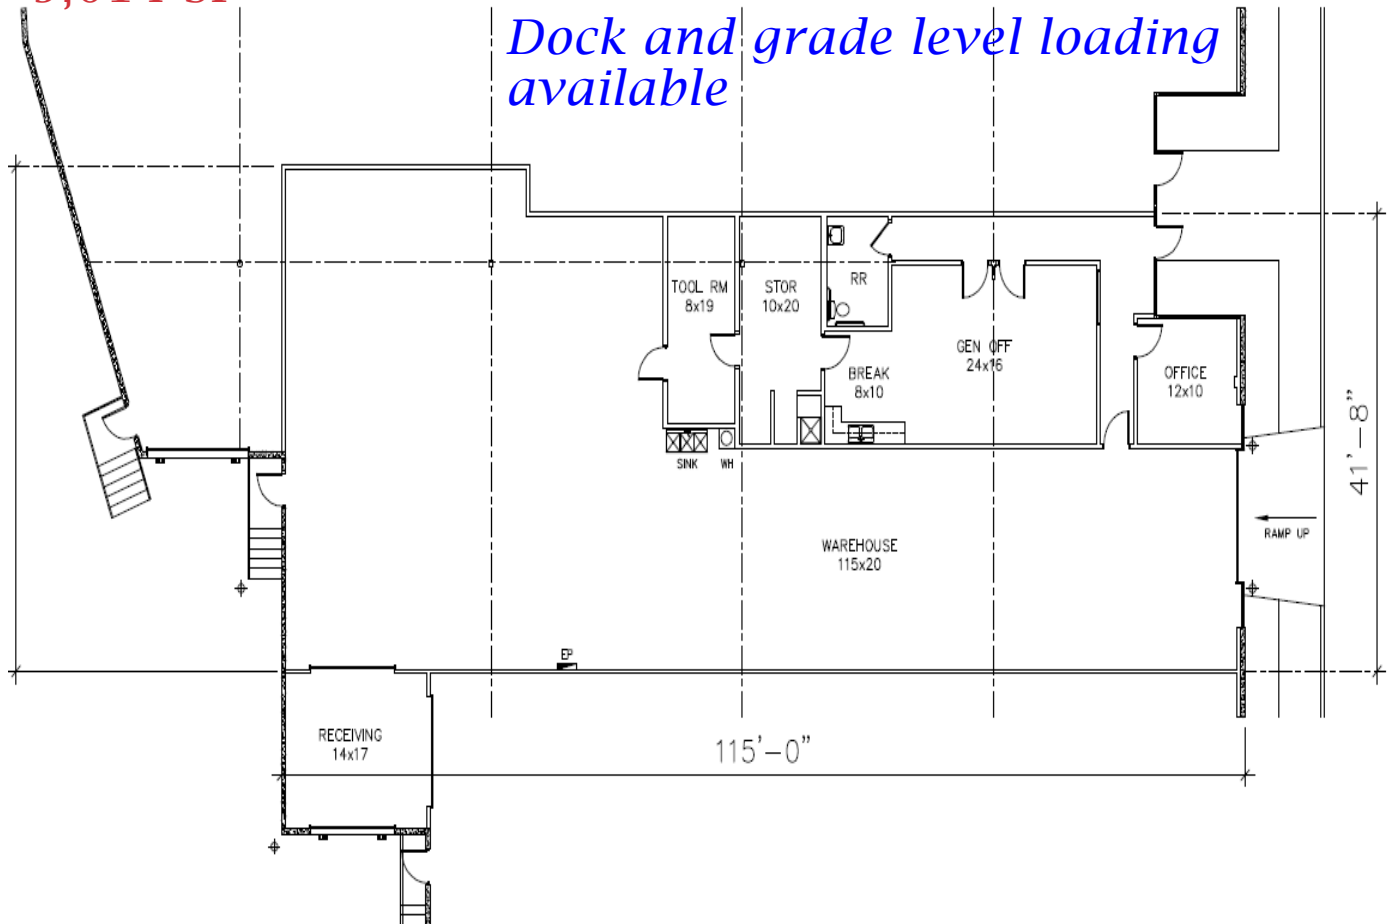 Dock and grade level loading
available
TOOL RM
8x19
STOR
10x20
RR
GEN OFF
24x16
BREAK
8x10
OFFICE
12x10
SINK
WH
41'-8"
RAMP UP
WAREHOUSE
115x20
EP
RECEIVING
14x17
115'-0"